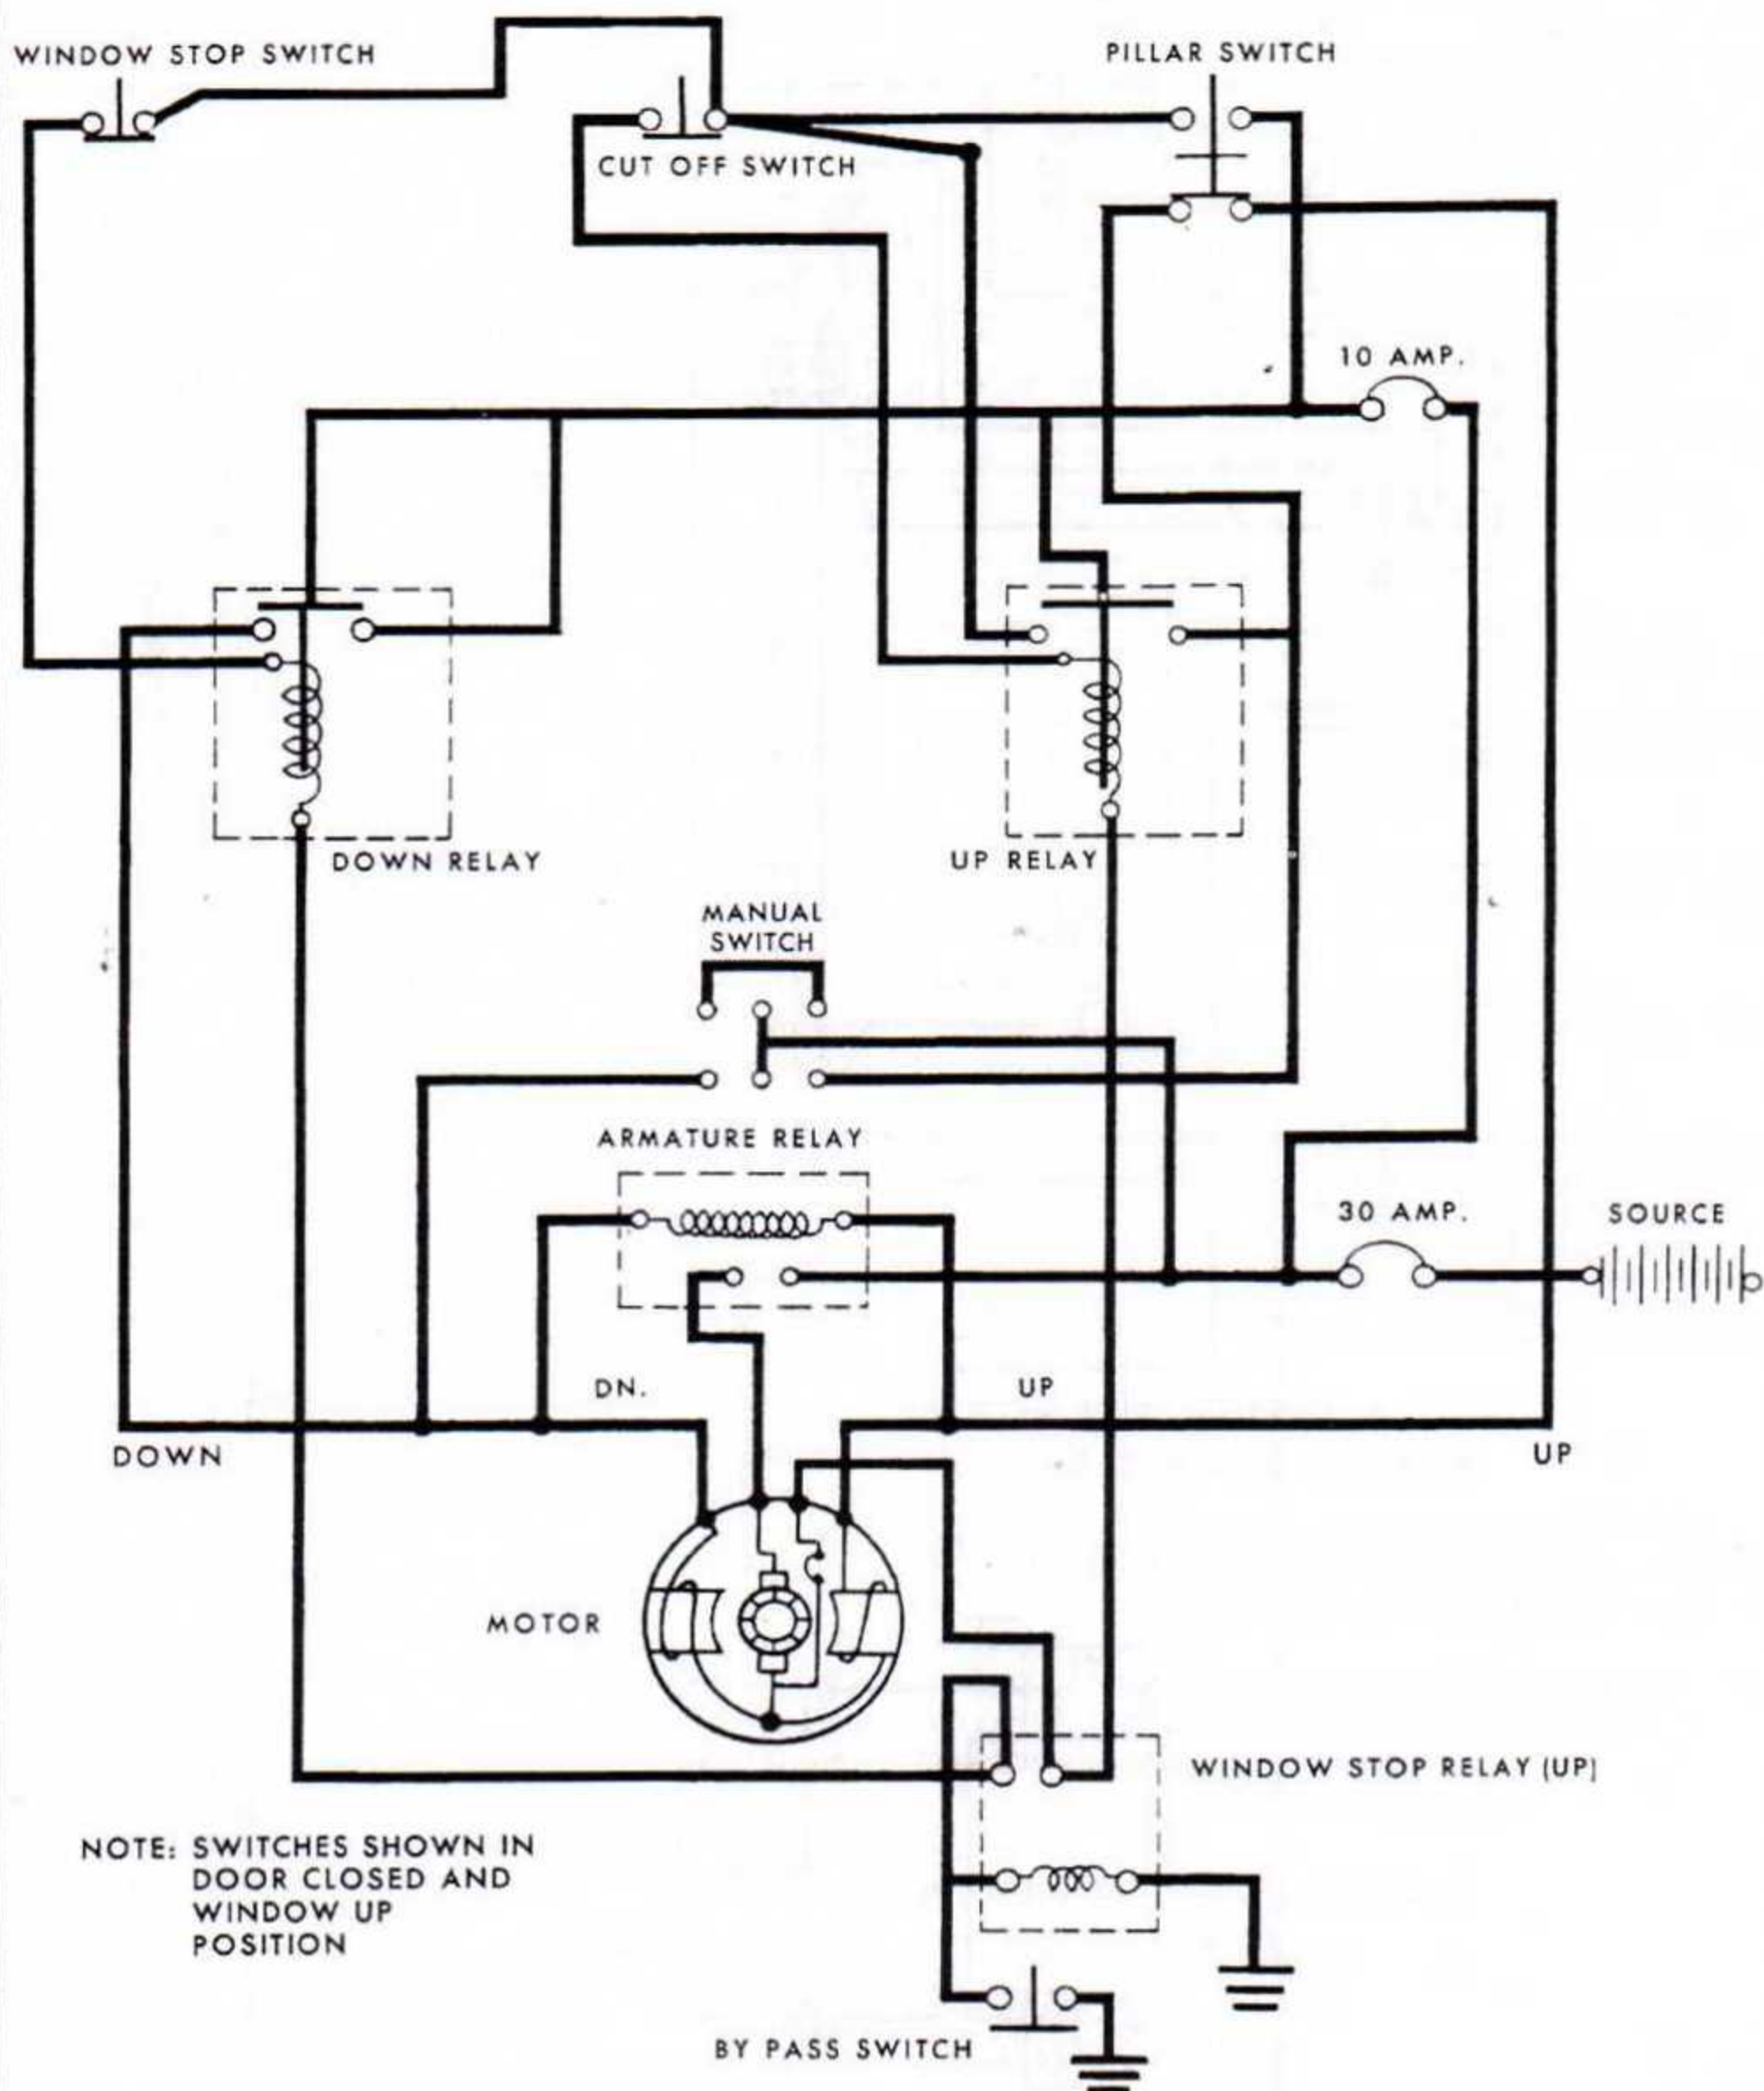 WINDOW STOP SWITCH
PILLAR SWITCH
CUT OFF SWITCH
10 AMP.
DOWN RELAY
UP RELAY
MANUAL
SWITCH
ARMATURE RELAY
30 AMP.
SOURCE
DN.
UP
DOWN
UP
MOTOR
WINDOW STOP RELAY (UP)
NOTE: SWITCHES SHOWN IN
DOOR CLOSED AND
WINDOW UP
POSITION
BY PASS SWITCH